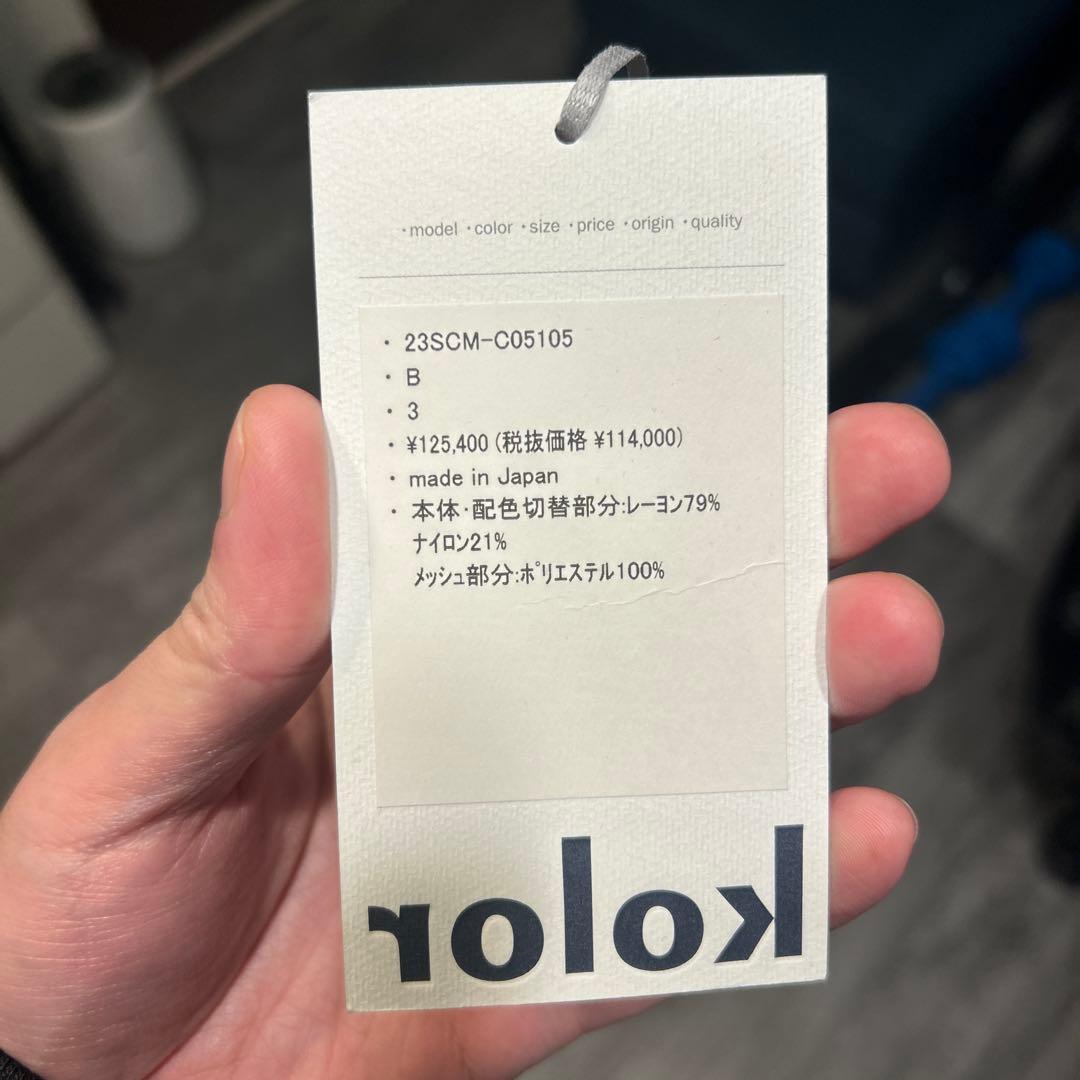 ・model ・color ・size ・price ・origin ・quality
・ 23SCM-C05105
・ B
・ 3
・ ¥125,400 (税抜価格 ¥114,000)
・ made in Japan
・ 本体・配色切替部分:レーヨン79%
ナイロン21%
メッシュ部分:ポリエステル100%
kolor